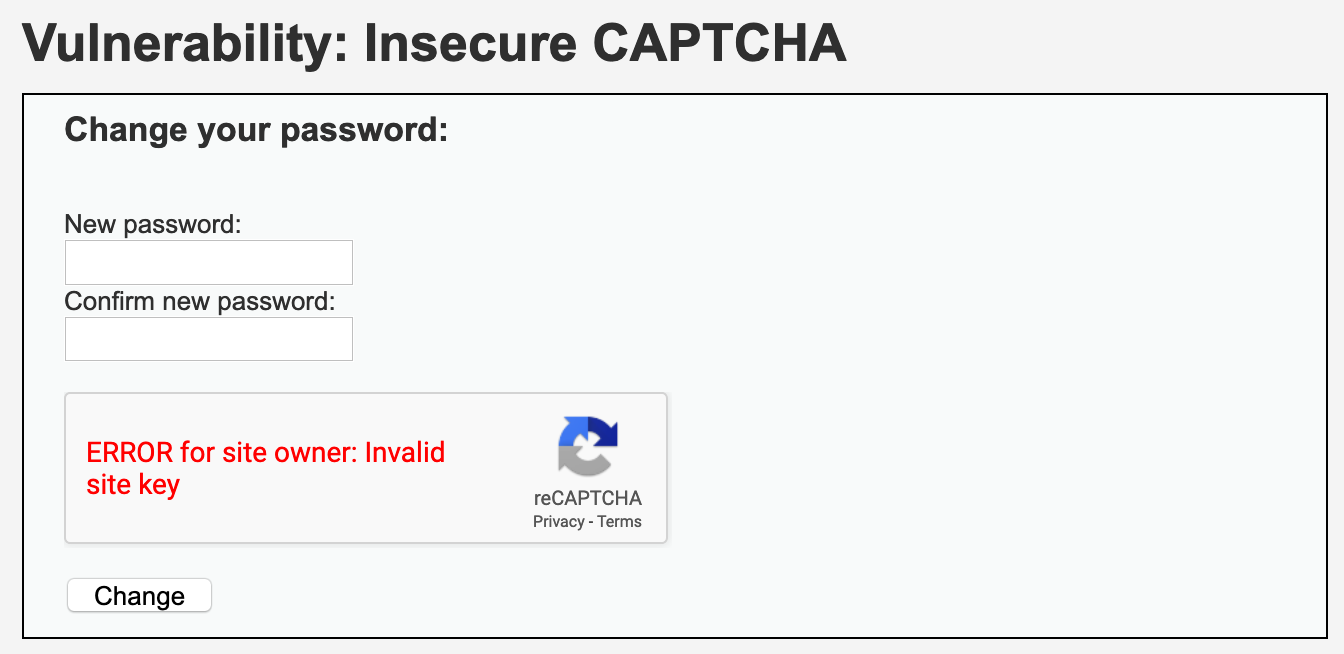 Vulnerability: Insecure CAPTCHA
Change your password:
New password:
Confirm new password:
ERROR for site owner: Invalid
site key
reCAPTCHA
Privacy - Terms
Change